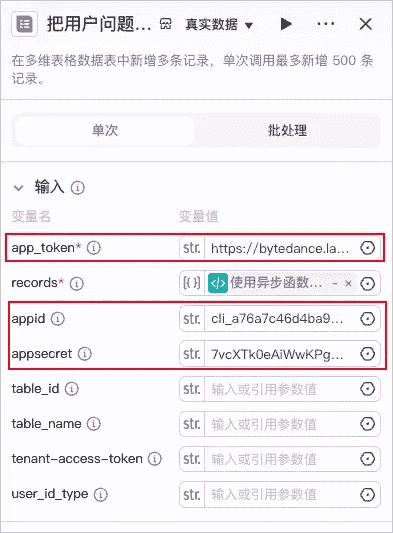 把用户问题... 真实数据
在多维表格数据表中新增多条记录，单次调用最多新增 500 条
记录。
单次 批处理
输入
变量名 变量值
app_token* str. https://bytedance.la...
records* [{}] 使用异步函数... - ×
appid str. cli_a76a7c46d4ba9...
appsecret str. 7vcXTk0eAiWwKPg...
table_id str. 输入或引用参数值
table_name str. 输入或引用参数值
tenant-access-token str. 输入或引用参数值
user_id_type str. 输入或引用参数值